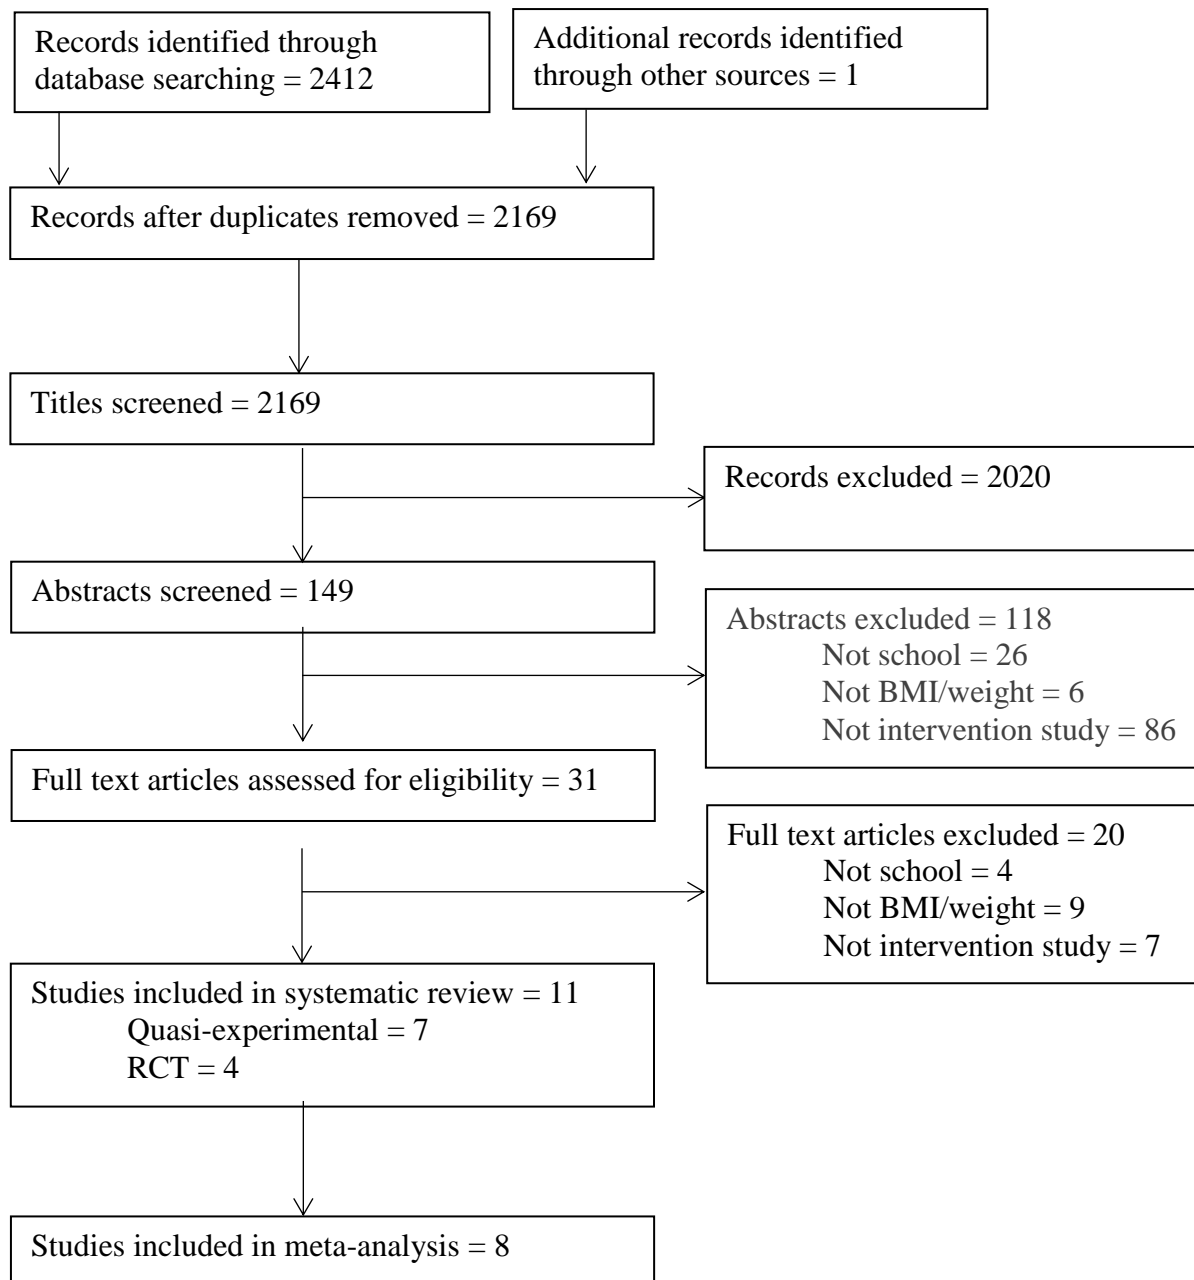 Records identified through
database searching = 2412
Additional records identified
through other sources = 1
Records after duplicates removed = 2169
Titles screened = 2169
Records excluded = 2020
Abstracts screened = 149
Abstracts excluded = 118
Not school = 26
Not BMI/weight = 6
Not intervention study = 86
Full text articles assessed for eligibility = 31
Full text articles excluded = 20
Not school = 4
Not BMI/weight = 9
Not intervention study = 7
Studies included in systematic review = 11
Quasi-experimental = 7
RCT = 4
Studies included in meta-analysis = 8